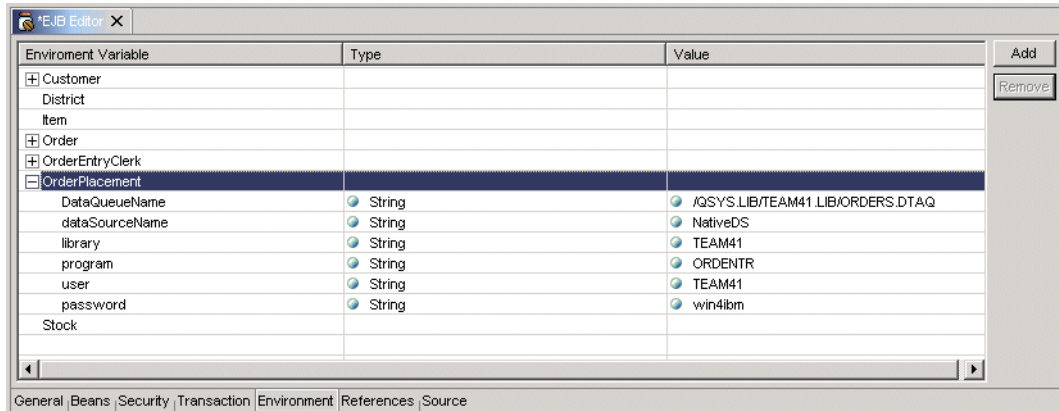 *EJB Editor X
Enviroment Variable Type Value Add
Customer Remove
District
Item
Order
OrderEntryClerk
OrderPlacement
DataQueueName String /QSYS.LIB/TEAM41.LIB/ORDERS.DTAQ
dataSourceName String NativeDS
library String TEAM41
program String ORDENTR
user String TEAM41
password String win4ibm
Stock
General Beans Security Transaction Environment References Source